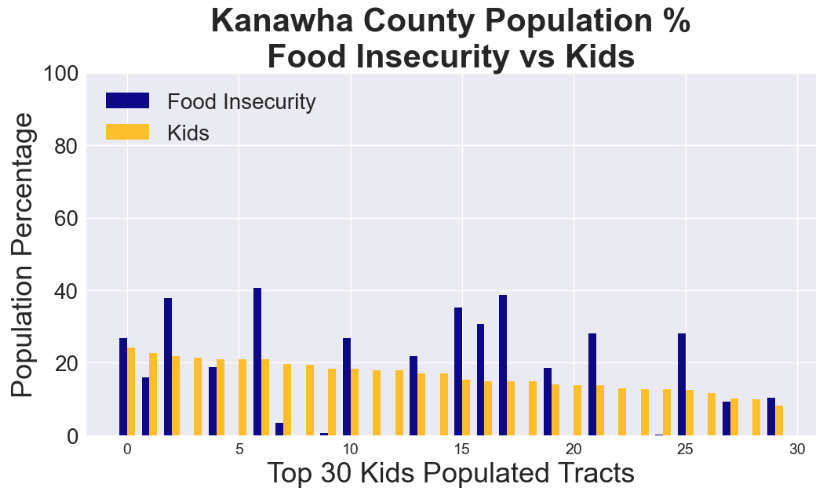 Kanawha County Population %
Food Insecurity vs Kids
Population Percentage
100
80
60
40
20
0
Food Insecurity
Kids
0 5 10 15 20 25 30
Top 30 Kids Populated Tracts